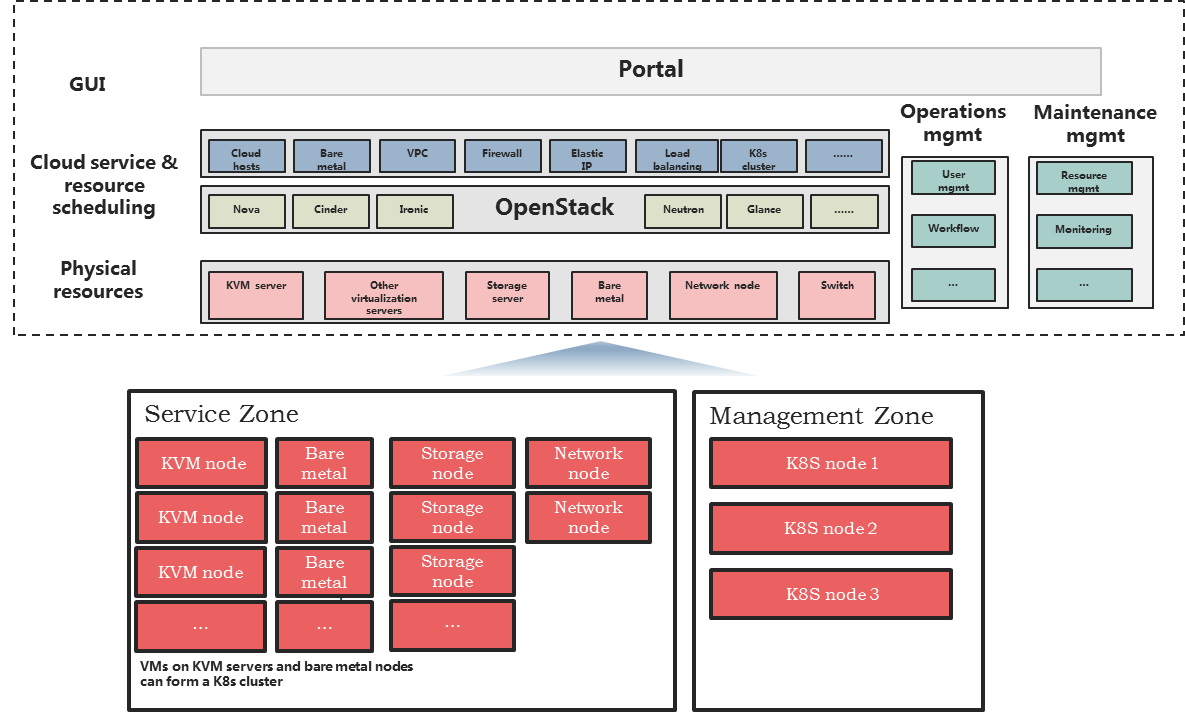 Portal
GUI
Operations
mgmt
Maintenance
mgmt
Cloud service &
resource
scheduling
Cloud
hosts
Bare
metal
VPC
Firewall
Elastic
IP
Load
balancing
K8s
cluster
......
Nova
Cinder
Ironic
OpenStack
Neutron
Glance
......
User
mgmt
Workflow
...
Resource
mgmt
Monitoring
...
Physical
resources
KVM server
Other
virtualization
servers
Storage
server
Bare
metal
Network node
Switch
Service Zone
KVM node
Bare
metal
Storage
node
Network
node
KVM node
Bare
metal
Storage
node
Network
node
KVM node
Bare
metal
Storage
node
...
...
...
VMs on KVM servers and bare metal nodes
can form a K8s cluster
Management Zone
K8S node 1
K8S node 2
K8S node 3